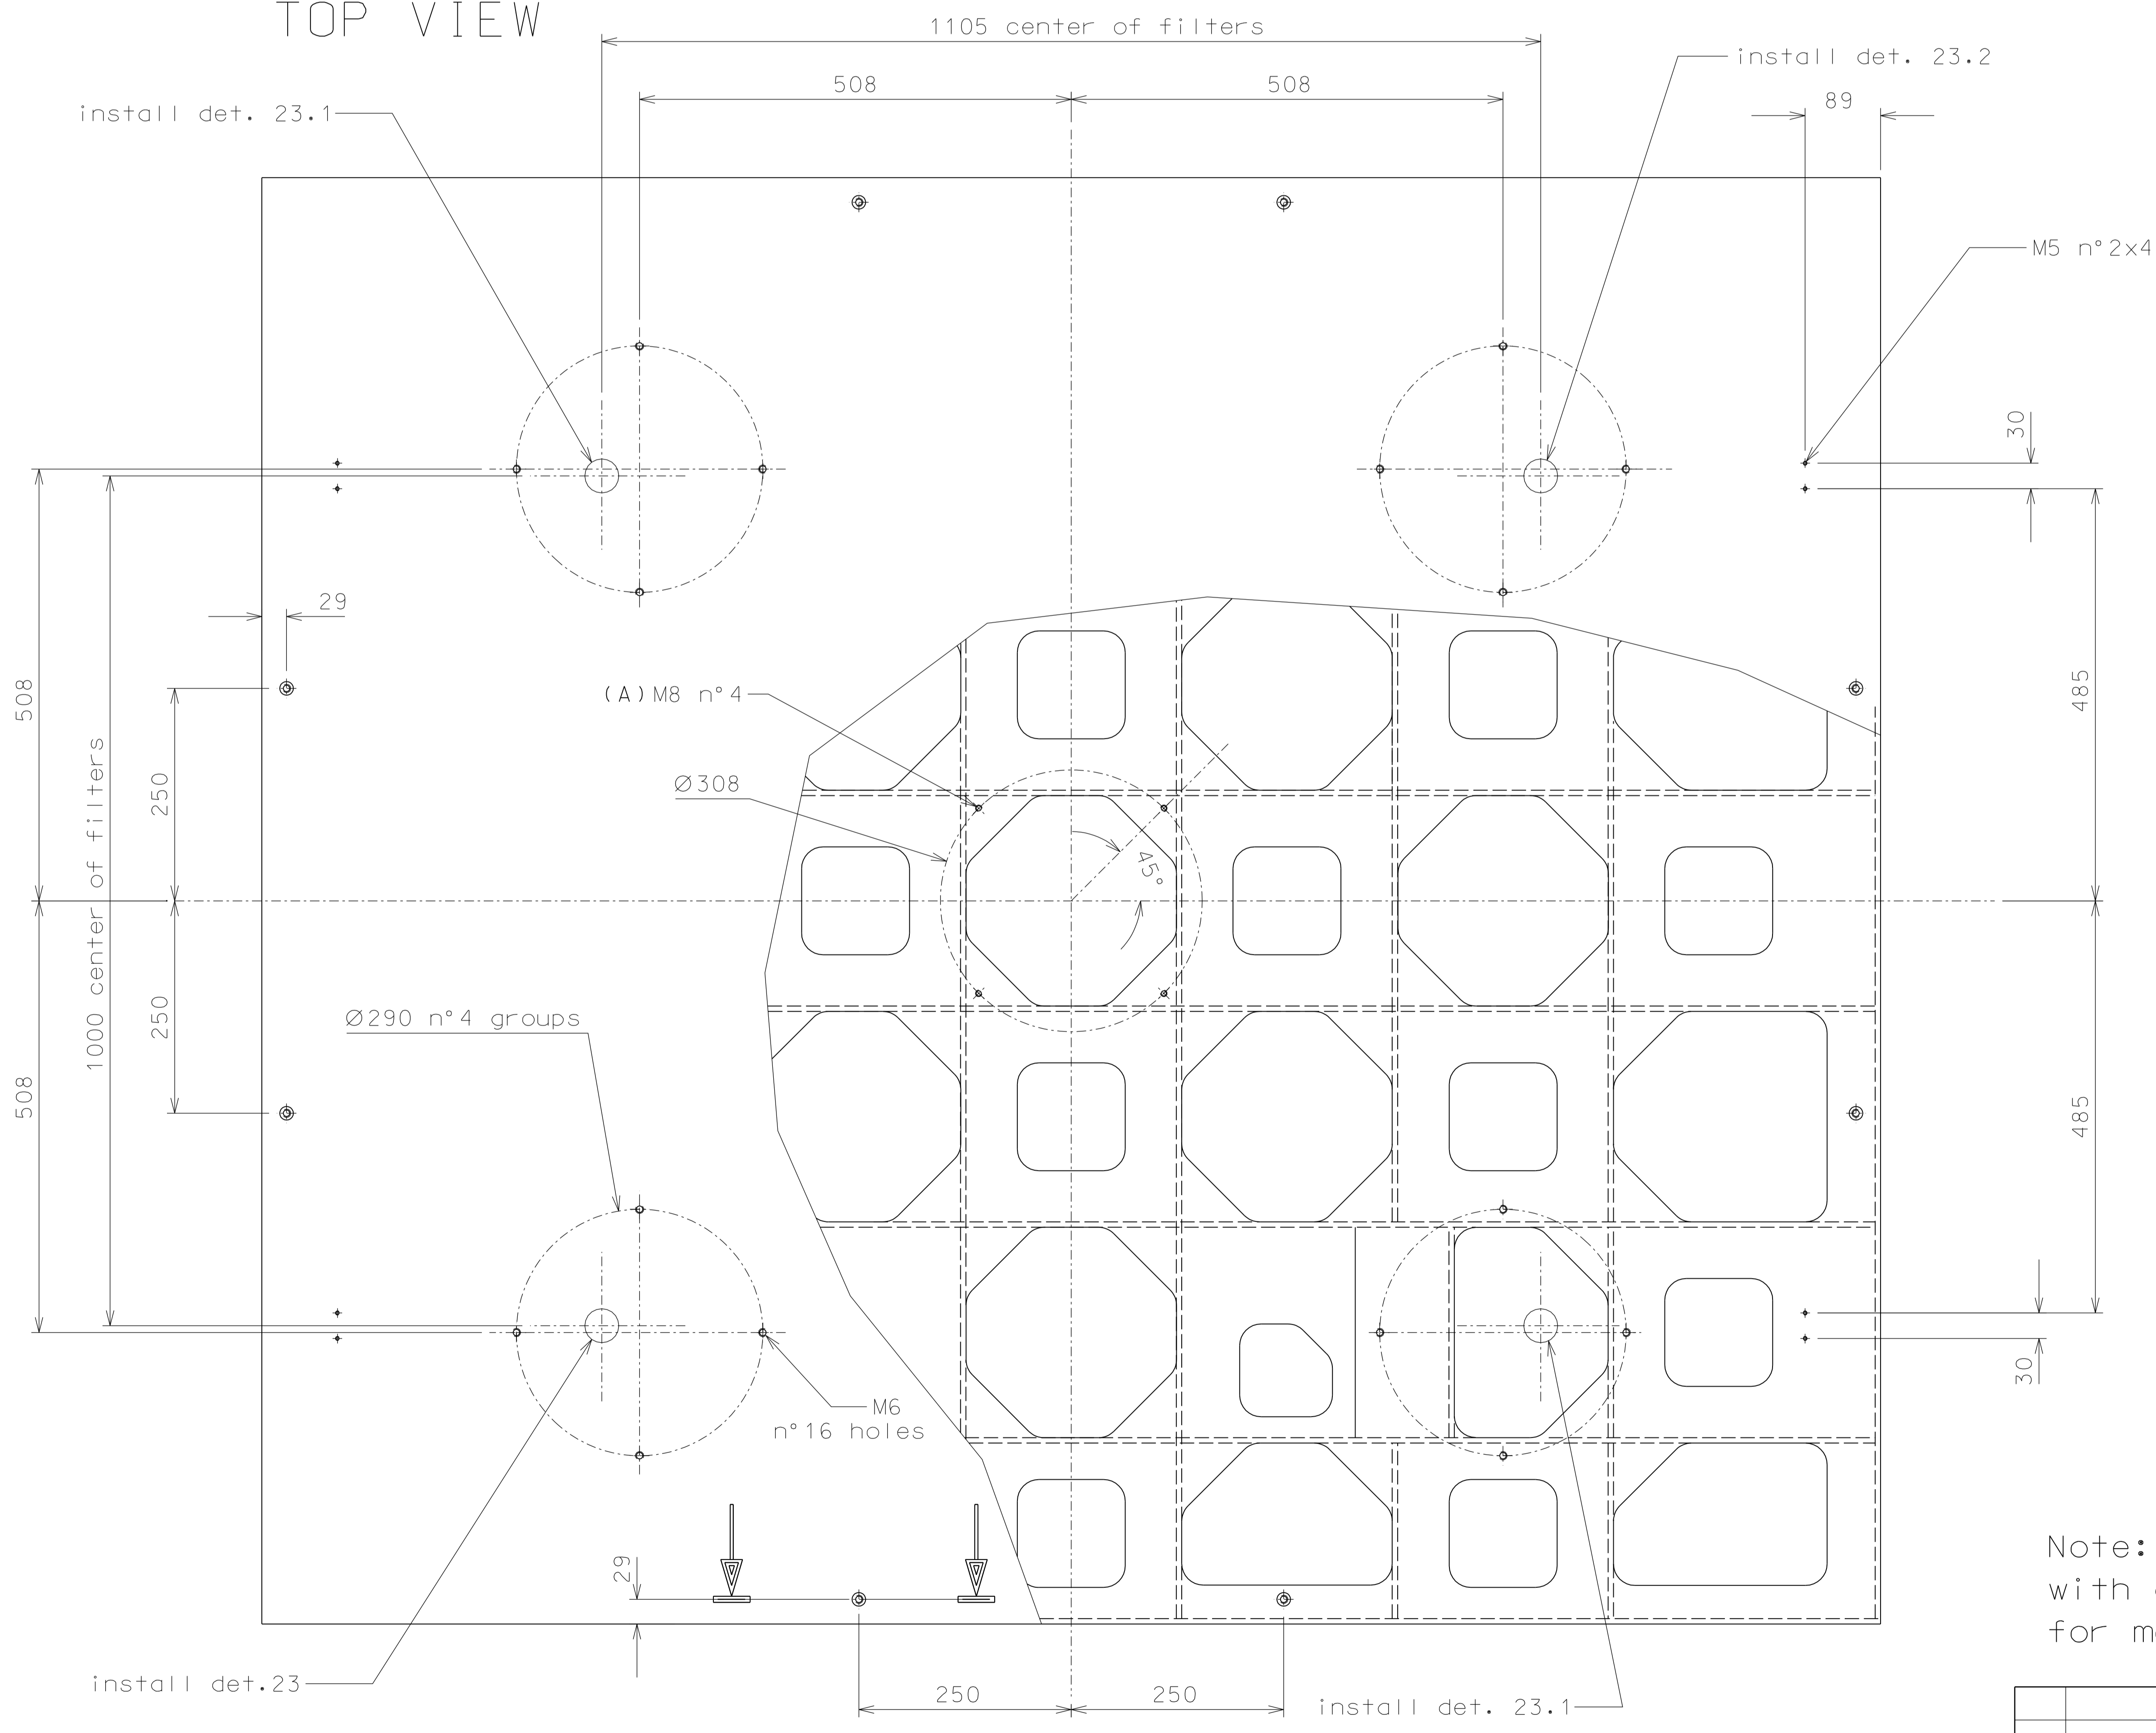 TOP VIEW
1105 center of filters
install det. 23.2
508
508
89
install det. 23.1
M5 n°2x4
30
29
508
485
(A)M8 n°4
250
Ø308
1000 center of filters
45°
250
Ø290 n°4 groups
508
485
30
M6
n°16 holes
29
Note:
with
for
install det.23
250
250
install det. 23.1